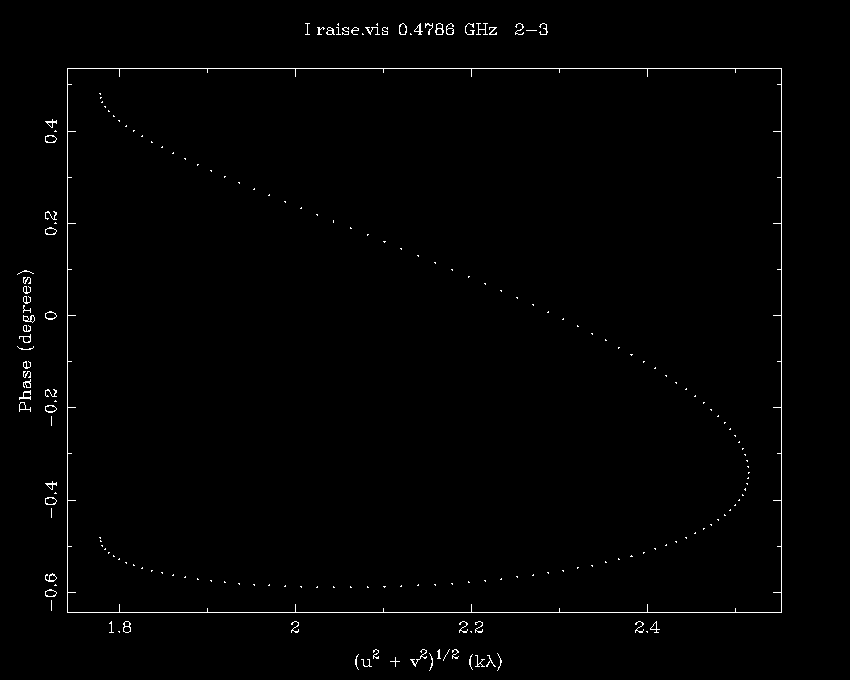 I raise.vis 0.4786 GHz 2-3
Phase (degrees)
0.4
0.2
0
-0.2
-0.4
-0.6
1.8 2 2.2 2.4
(u² + v²)^1/2 (kλ)